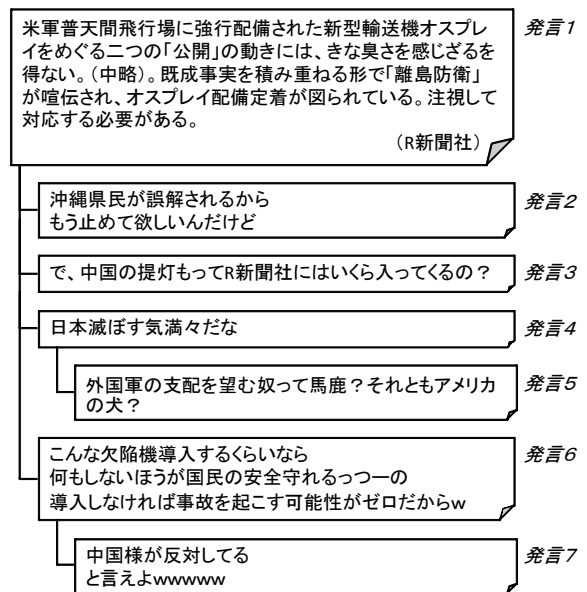 米軍普天間飛行場に強行配備された新型輸送機オスプレ
イをめぐる二つの「公開」の動きには、きな臭さを感じざるを
得ない。（中略）。既成事実を積み重ねる形で「離島防衛」
が喧伝され、オスプレイ配備定着が図られている。注視して
対応する必要がある。
（R新聞社）
発言1
沖縄県民が誤解されるから
もう止めて欲しいんだけど
発言2
で、中国の提灯もってR新聞社にはいくら入ってくるの？
発言3
日本滅ぼす気満々だな
発言4
外国軍の支配を望む奴って馬鹿？それともアメリカ
の犬？
発言5
こんな欠陥機導入するくらいなら
何もしないほうが国民の安全守れるっつーの
導入しなければ事故を起こす可能性がゼロだからw
発言6
中国様が反対してる
と言えよwwwww
発言7